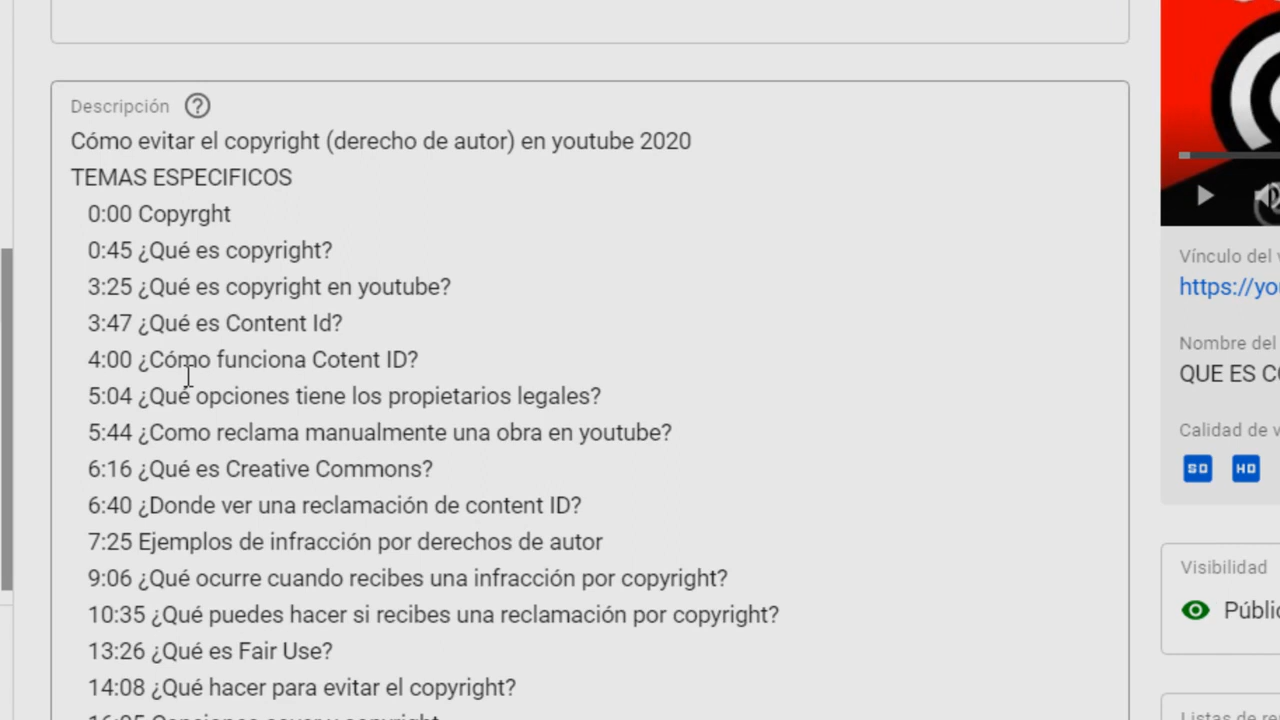 Descripción
Cómo evitar el copyright (derecho de autor) en youtube 2020
TEMAS ESPECIFICOS
0:00 Copyrght
0:45 ¿Qué es copyright?
3:25 ¿Qué es copyright en youtube?
3:47 ¿Qué es Content Id?
4:00 ¿Cómo funciona Cotent ID?
5:04 ¿Qué opciones tiene los propietarios legales?
5:44 ¿Como reclama manualmente una obra en youtube?
6:16 ¿Qué es Creative Commons?
6:40 ¿Donde ver una reclamación de content ID?
7:25 Ejemplos de infracción por derechos de autor
9:06 ¿Qué ocurre cuando recibes una infracción por copyright?
10:35 ¿Qué puedes hacer si recibes una reclamación por copyright?
13:26 ¿Qué es Fair Use?
14:08 ¿Qué hacer para evitar el copyright?
Vínculo del
https://yo
Nombre del
QUE ES
Calidad de
SD HD
Visibilidad
Listas de